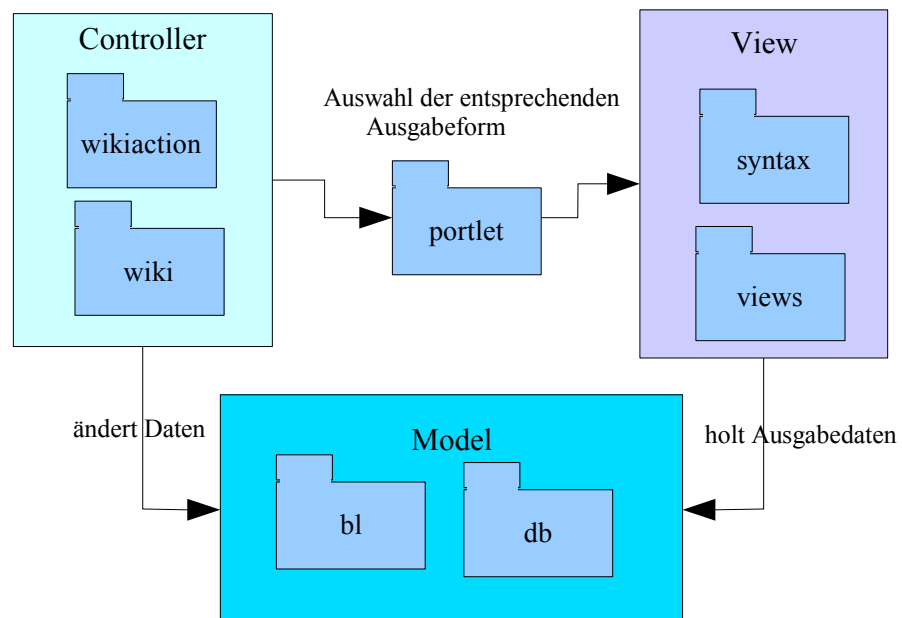 Controller
wikiaction
wiki
Auswahl der entsprechenden
Ausgabeform
portlet
View
syntax
views
ändert Daten
holt Ausgabedaten
Model
bl
db